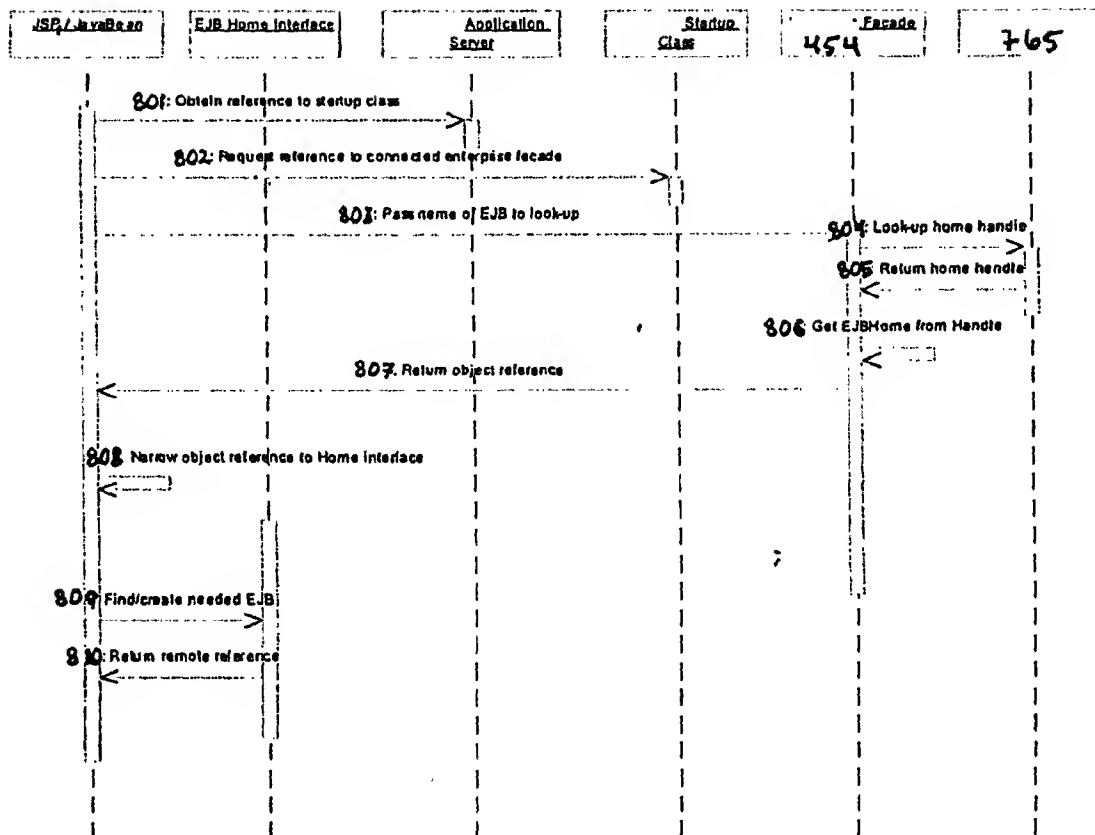 JSP/JavaBean
EJB Home Interface
Application
Server
Startup
Class
Facade
454
765
801: Obtain reference to startup class
802: Request reference to connected enterpise façade
803: Pass name of EJB to look-up
804: Look-up home handle
805: Return home handle
806: Get EJBHome from Handle
807: Return object reference
808: Narrow object reference to Home interface
809: Find/create needed EJB
810: Return remote reference